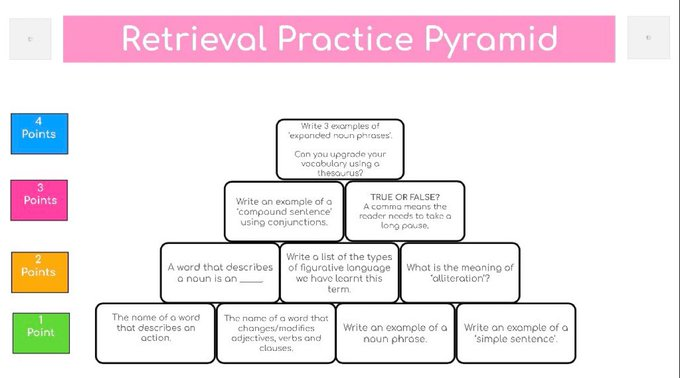 Retrieval Practice Pyramid
4
Points
Write 3 examples of
'expanded noun phrases'.
Can you upgrade your
vocabulary using a
thesaurus?
3
Points
Write an example of a
'compound sentence'
using conjunctions.
TRUE OR FALSE?
A comma means the
reader needs to take a
long pause.
2
Points
A word that describes
a noun is an _____.
Write a list of the types
of figurative language
we have learnt this
term.
What is the meaning of
"alliteration"?
1
Point
The name of a word
that describes an
action.
The name of a word that
changes/modifies
adjectives, verbs and
clauses.
Write an example of a
noun phrase.
Write an example of a
'simple sentence'.